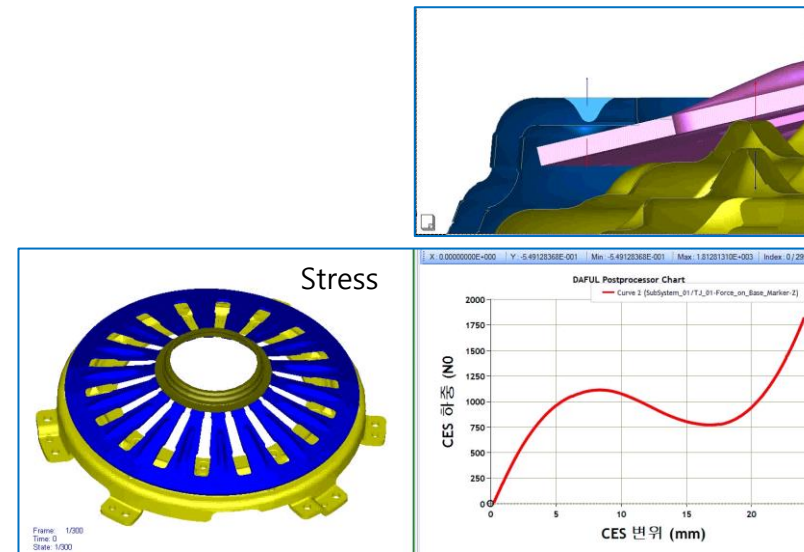 Stress
Frame: 1/300
Time: 0
State: 1/300
X : 0.00000000E+000 Y : -5.49128368E-001 Min : -5.49128368E-001 Max : 1.81281310E+003 Index : 0 / 29
DAFUL Postprocessor Chart
Curve 2 (SubSystem_01/TJ_01-Force_on_Base_Marker-Z)
CES 하중 (N0
2000
1750
1500
1250
1000
750
500
250
0
0 5 10 15 20
CES 변위 (mm)